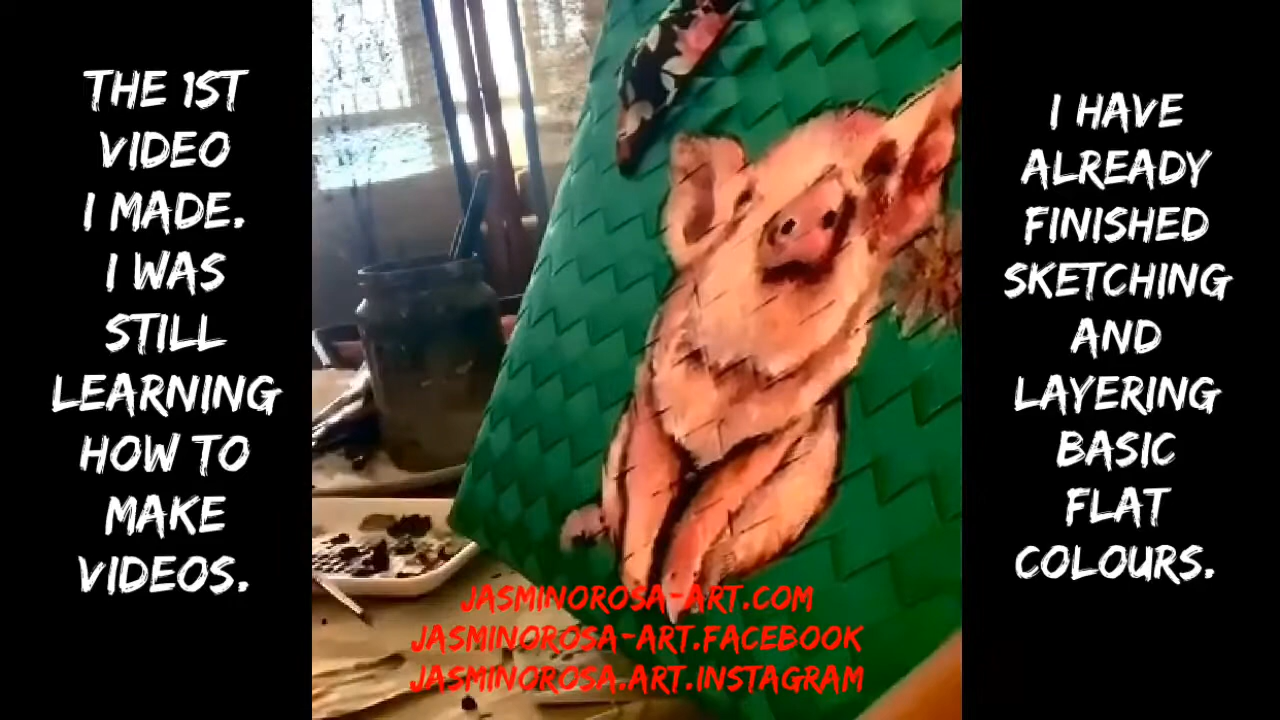 THE 1ST
VIDEO
I MADE.
I WAS
STILL
LEARNING
HOW TO
MAKE
VIDEOS.
I HAVE
ALREADY
FINISHED
SKETCHING
AND
LAYERING
BASIC
FLAT
COLOURS.
JASMINOROSA-ART.COM
JASMINOROSA-ART.FACEBOOK
JASMINOROSA.ART.INSTAGRAM